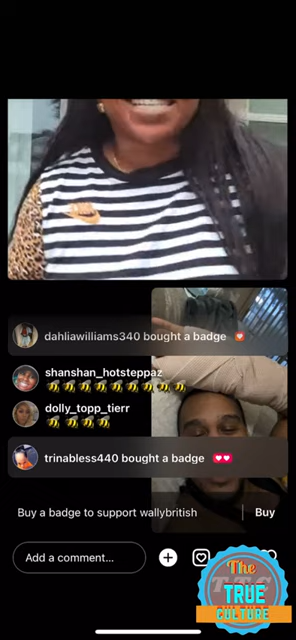 dahliawilliams340 bought a badge
shanshan_hotsteppaz
dolly_topp_tierr
trinabless440 bought a badge
Buy a badge to support wallybritish
Buy
Add a comment…
The
T.T.C
TRUE
CULTURE